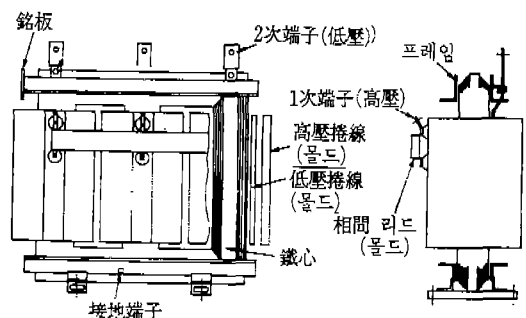 銘板
2次端子(低壓))
프레임
1次端子(高壓)
高壓捲線
(몰드)
低壓捲線
(몰드)
相間 리드
(몰드)
鐵心
接地端子